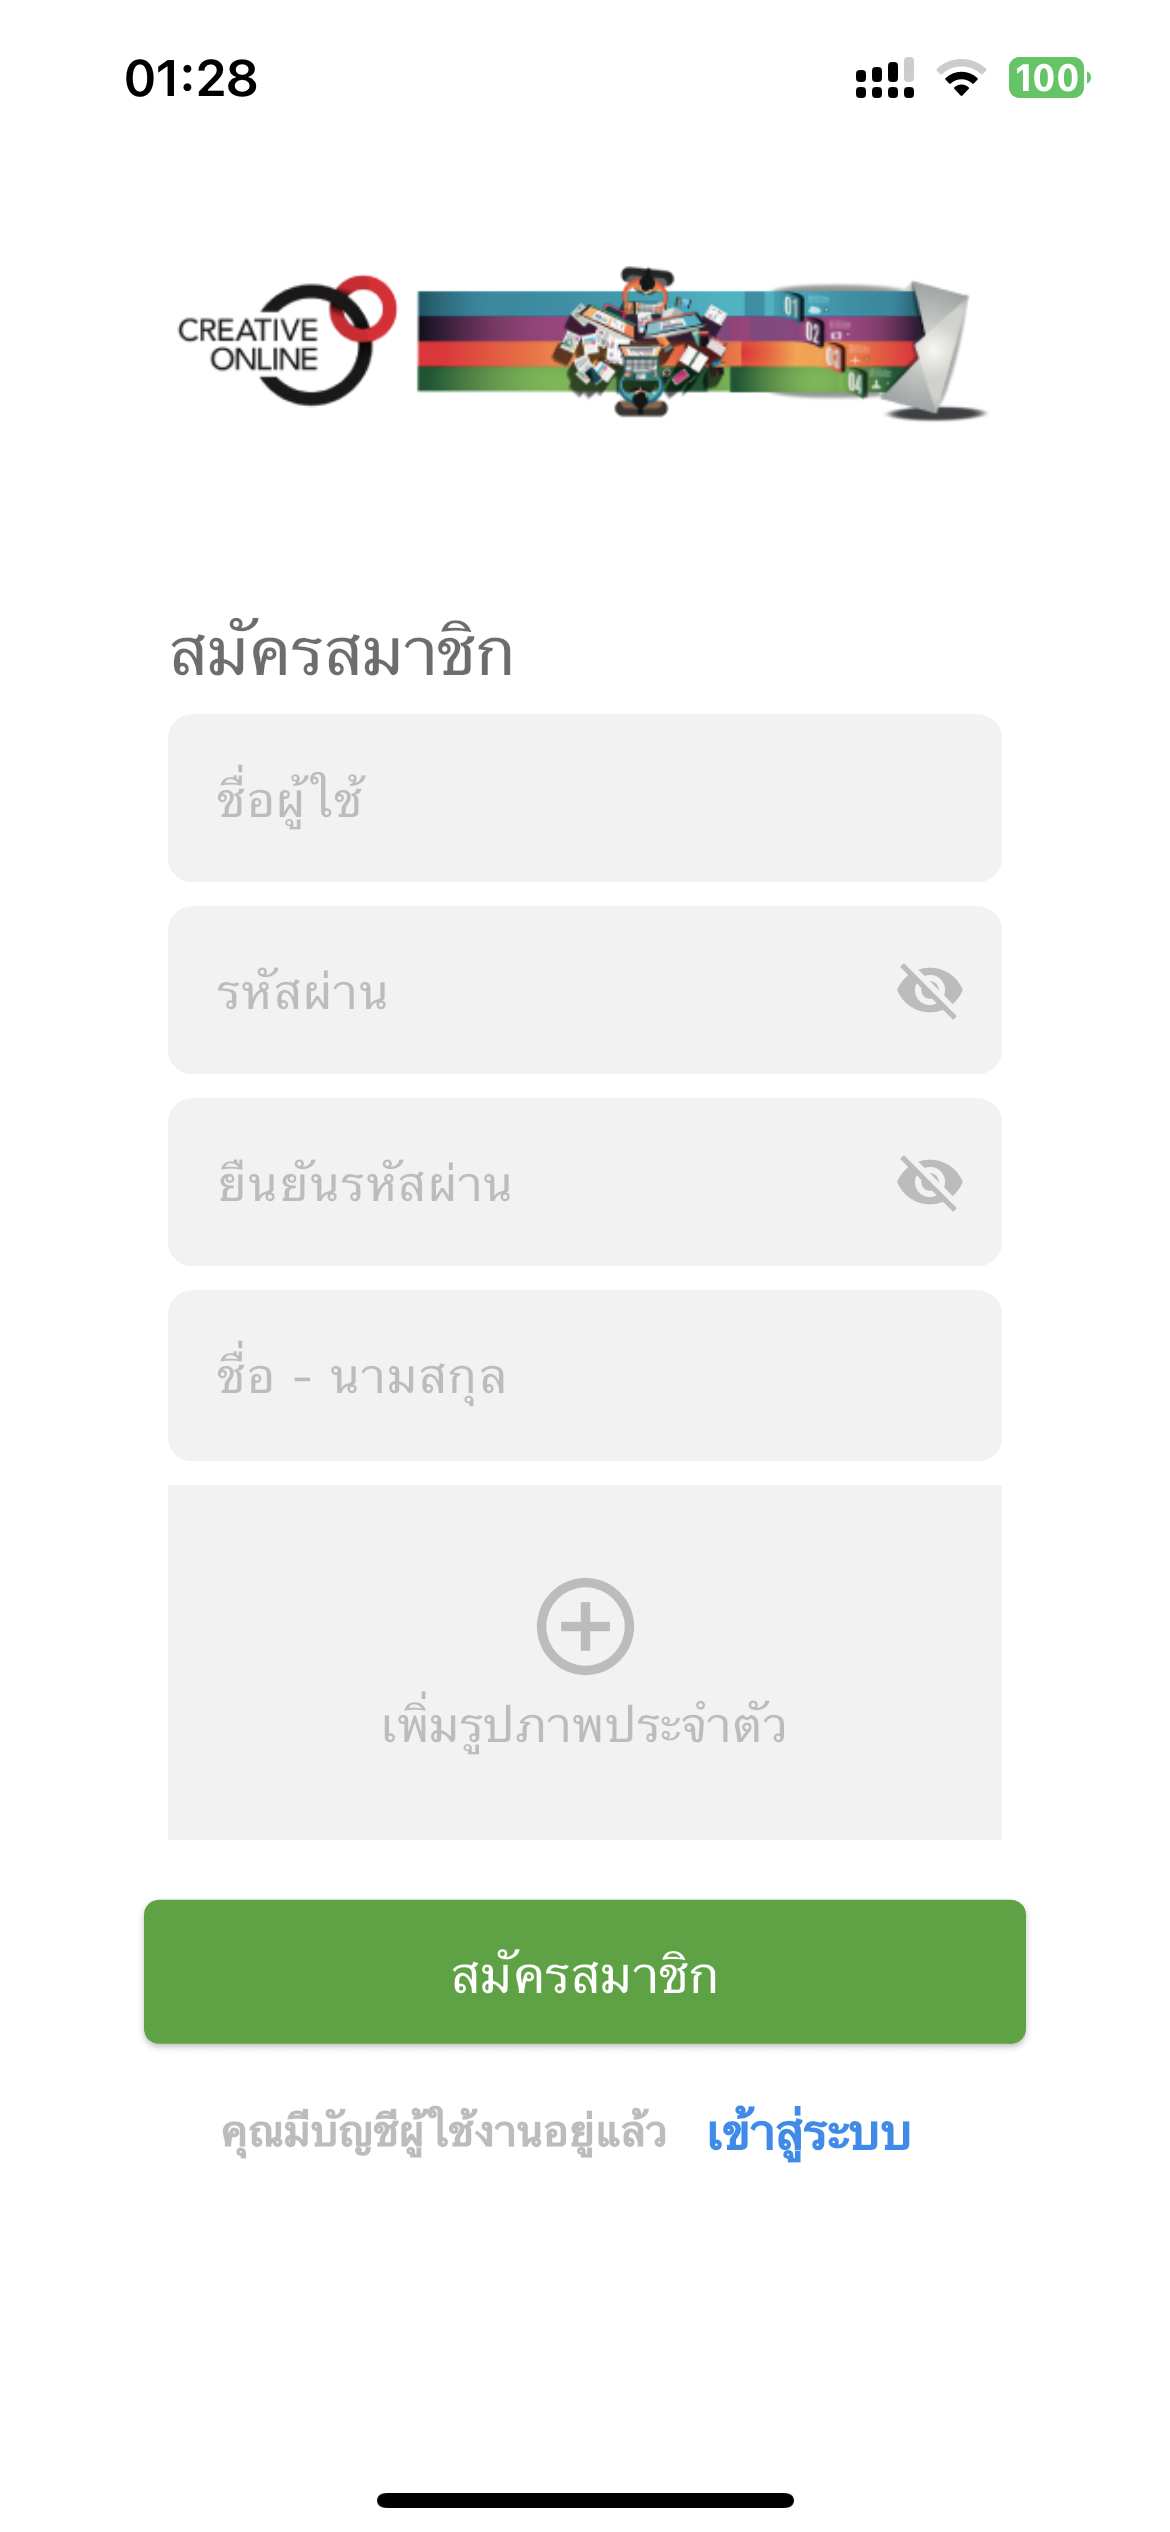 01:28
100
CREATIVE
ONLINE
01
02
03
04
สมัครสมาชิก
ชื่อผู้ใช้
รหัสผ่าน
ยืนยันรหัสผ่าน
ชื่อ - นามสกุล
เพิ่มรูปภาพประจำตัว
สมัครสมาชิก
คุณมีบัญชีผู้ใช้งานอยู่แล้ว เข้าสู่ระบบ